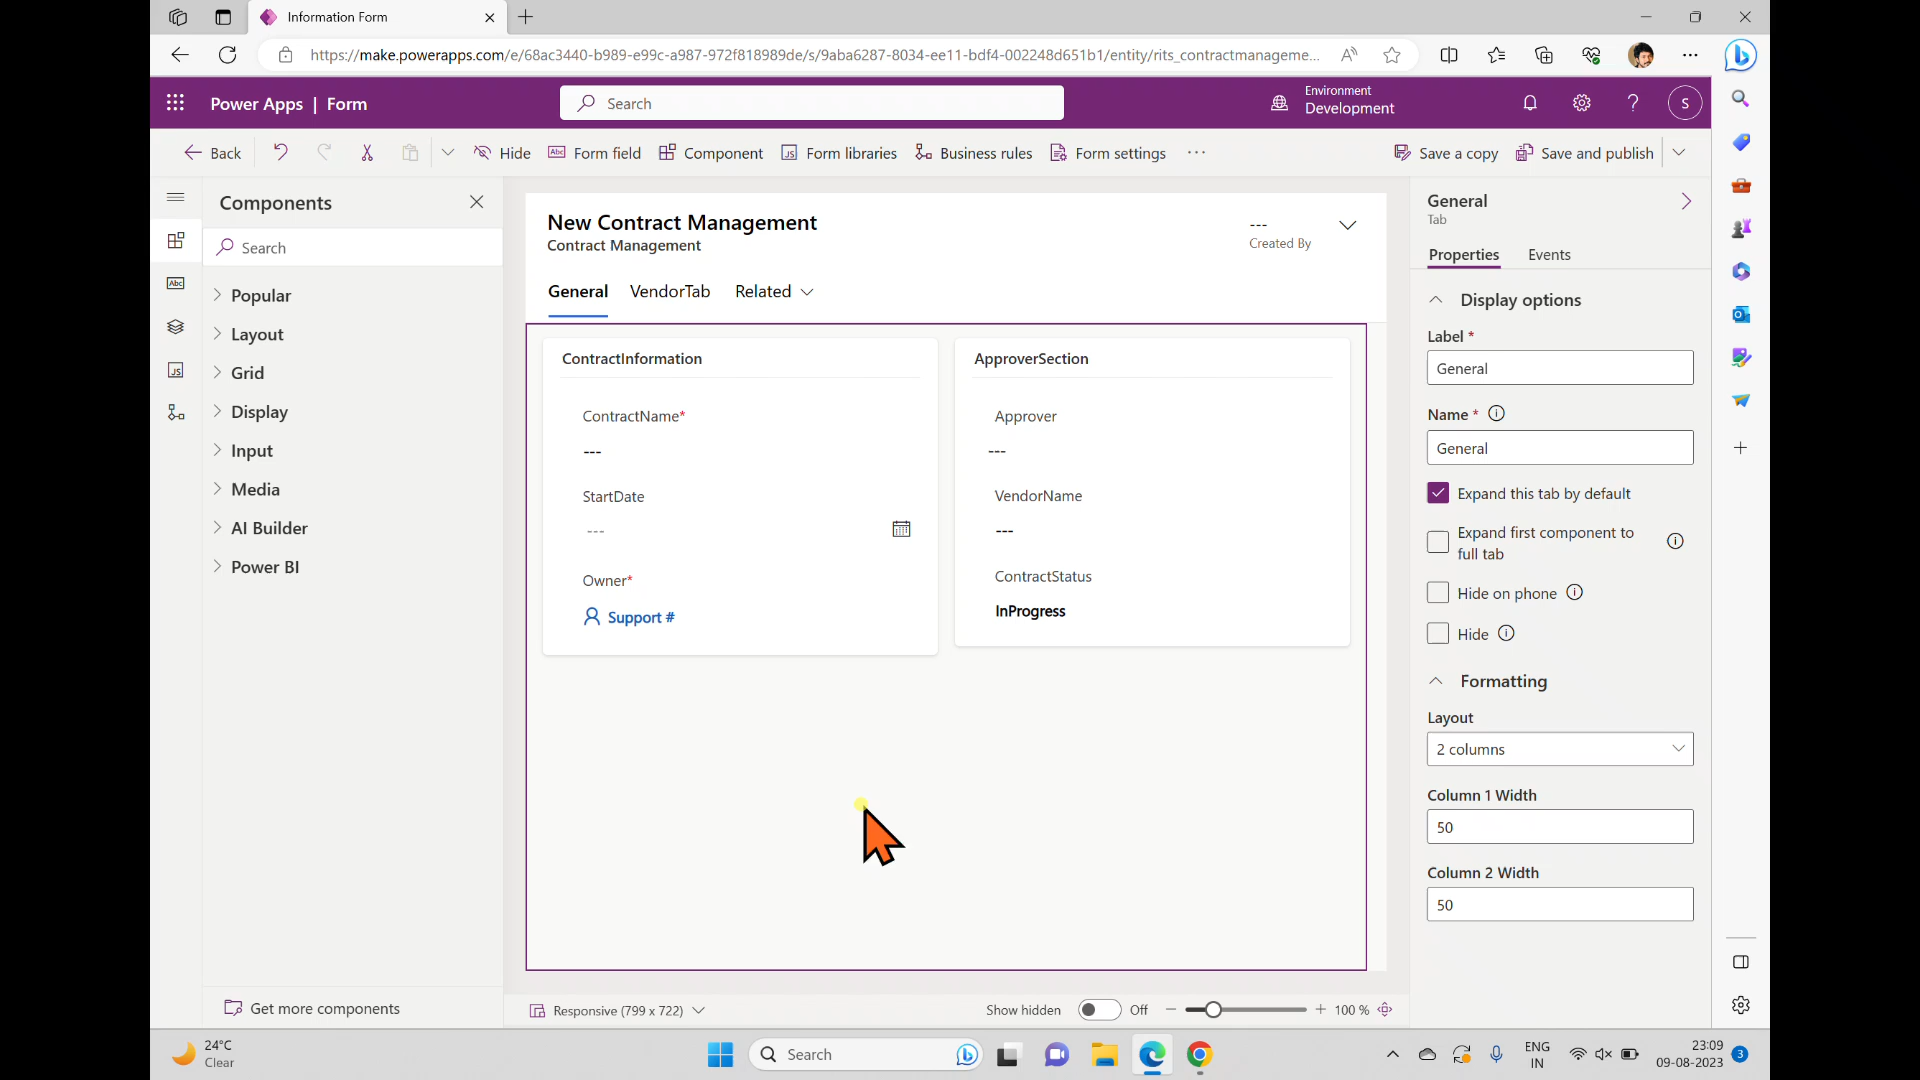 Information Form
https://make.powerapps.com/e/68ac3440-b989-e99c-a987-972f818989de/s/9aba6287-8034-ee11-bdf4-002248d651b1/entity/rits_contractmanageme...
Power Apps | Form
Search
Environment
Development
S
Back
Hide
Abc
Form field
Component
JS
Form libraries
Business rules
Form settings
Save a copy
Save and publish
Components
Search
Popular
Layout
Grid
Display
Input
Media
AI Builder
Power BI
Abc
JS
Get more components
New Contract Management
Contract Management
---
Created By
General
VendorTab
Related
ContractInformation
ContractName*
---
StartDate
---
Owner*
Support #
ApproverSection
Approver
---
VendorName
---
ContractStatus
InProgress
Responsive (799 x 722)
Show hidden
Off
100 %
General
Tab
Properties
Events
Display options
Label *
General
Name *
General
Expand this tab by default
Expand first component to
full tab
Hide on phone
Hide
Formatting
Layout
2 columns
Column 1 Width
50
Column 2 Width
50
24°C
Clear
Search
ENG
IN
23:09
09-08-2023
3